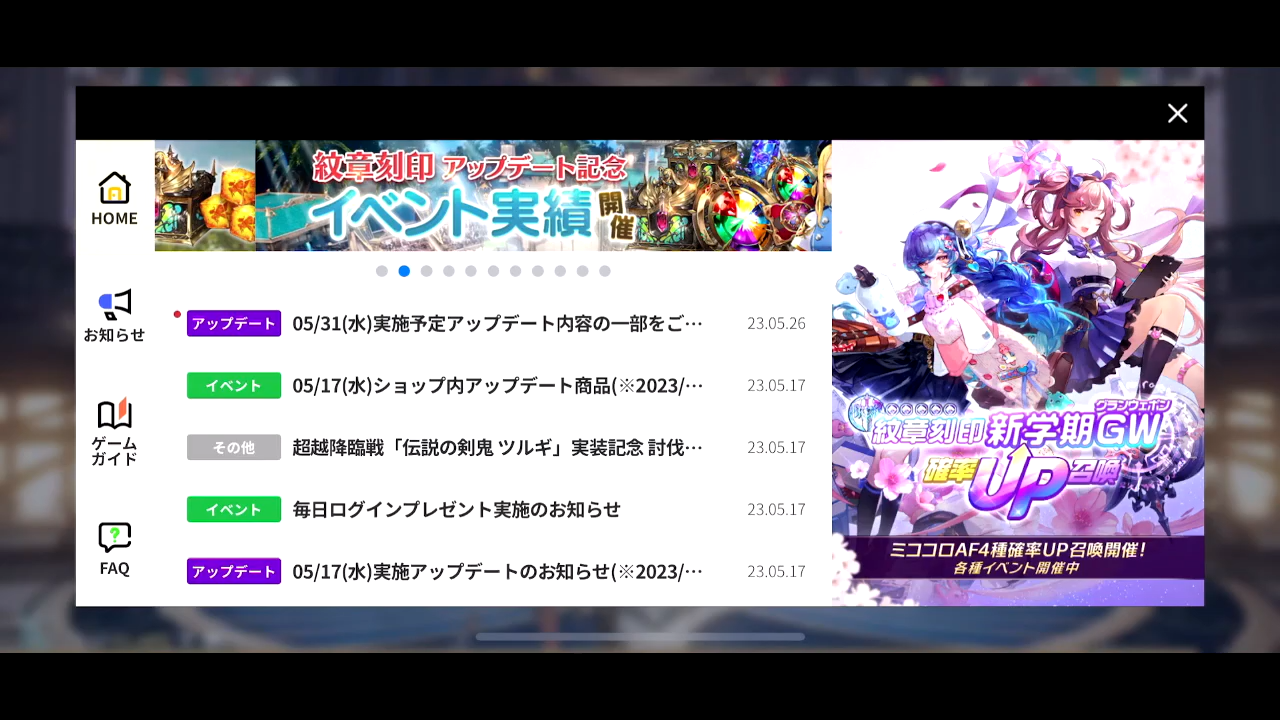 HOME
お知らせ
ゲーム
ガイド
FAQ
紋章刻印 アップデート記念
イベント実績 開催
アップデート 05/31(水)実施予定アップデート内容の一部をご… 23.05.26
イベント 05/17(水)ショップ内アップデート商品(※2023/… 23.05.17
その他 超越降臨戦「伝説の剣鬼 ツルギ」実装記念 討伐… 23.05.17
イベント 毎日ログインプレゼント実施のお知らせ 23.05.17
アップデート 05/17(水)実施アップデートのお知らせ(※2023/… 23.05.17
グランウェポン
紋章刻印 新学期GW
確率UP召喚
ミココロAF4種確率UP召喚開催!
各種イベント開催中